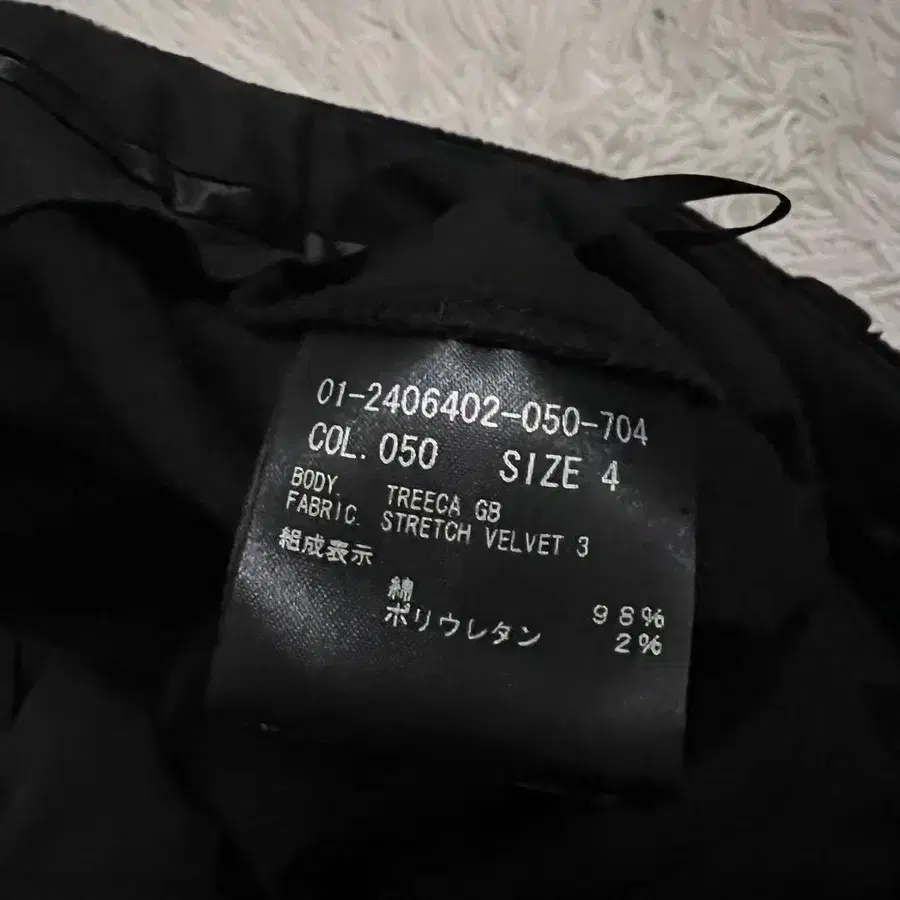 01-2406402-050-704
COL. 050 SIZE 4
BODY. TREECA GB
FABRIC. STRETCH VELVET 3
組成表示
綿 98%
ポリウレタン 2%